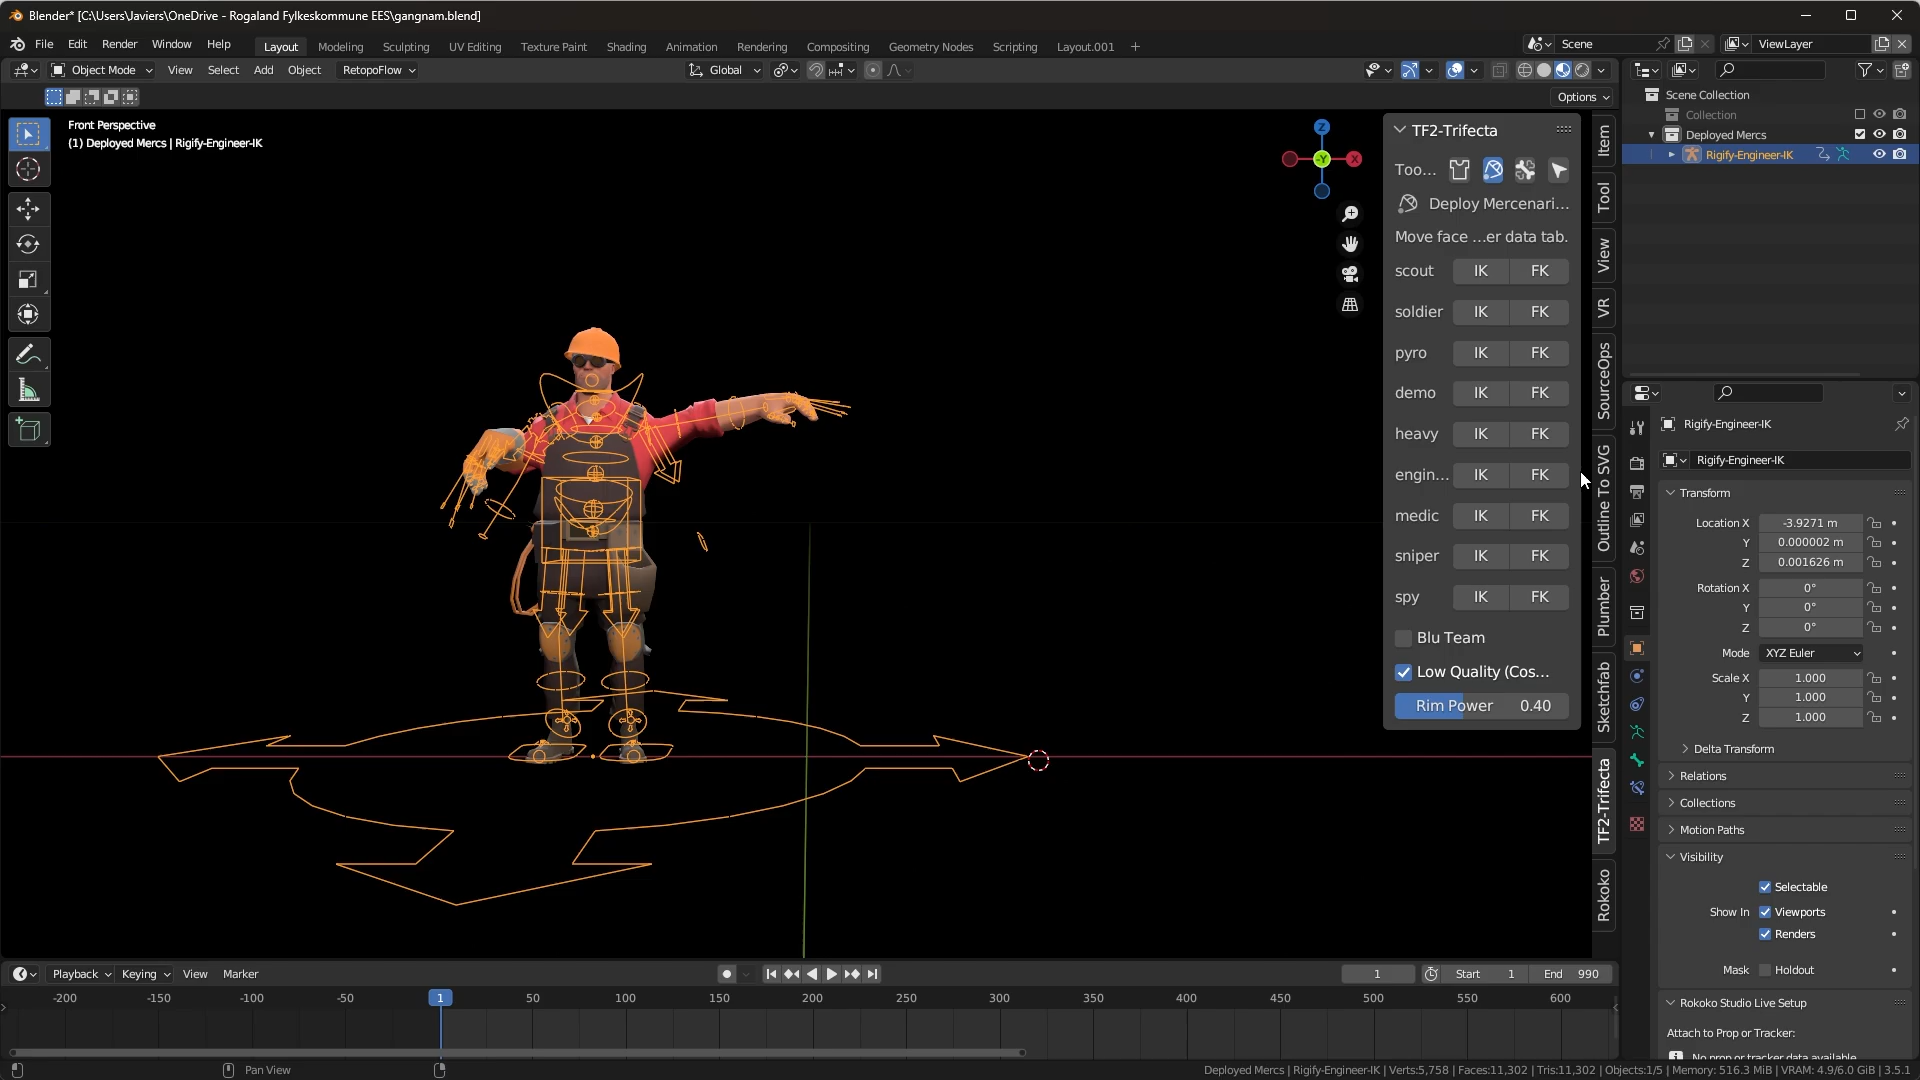 Blender* [C:\Users\Javiers\OneDrive - Rogaland Fylkeskommune EES\gangnam.blend]
File Edit Render Window Help Layout Modeling Sculpting UV Editing Texture Paint Shading Animation Rendering Compositing Geometry Nodes Scripting Layout.001 + Scene ViewLayer
Object Mode View Select Add Object RetopoFlow Global
Options
Front Perspective
(1) Deployed Mercs | Rigify-Engineer-IK
Z
-Y
X
TF2-Trifecta
Too...
Deploy Mercenari...
Move face ...er data tab.
scout IK FK
soldier IK FK
pyro IK FK
demo IK FK
heavy IK FK
engin... IK FK
medic IK FK
sniper IK FK
spy IK FK
Blu Team
Low Quality (Cos...
Rim Power 0.40
Item
Tool
View
VR
SourceOps
Outline To SVG
Plumber
Sketchfab
TF2-Trifecta
Rokoko
Scene Collection
Collection
Deployed Mercs
Rigify-Engineer-IK
Rigify-Engineer-IK
Rigify-Engineer-IK
Transform
Location X -3.9271 m
Y 0.000002 m
Z 0.001626 m
Rotation X 0°
Y 0°
Z 0°
Mode XYZ Euler
Scale X 1.000
Y 1.000
Z 1.000
Delta Transform
Relations
Collections
Motion Paths
Visibility
Selectable
Show In Viewports
Renders
Mask Holdout
Rokoko Studio Live Setup
Attach to Prop or Tracker:
No prop or tracker data available
Playback Keying View Marker 1 Start 1 End 990
-200 -150 -100 -50 1 50 100 150 200 250 300 350 400 450 500 550 600
Pan View
Deployed Mercs | Rigify-Engineer-IK | Verts:5,758 | Faces:11,302 | Tris:11,302 | Objects:1/5 | Memory: 516.3 MiB | VRAM: 4.9/6.0 GiB | 3.5.1